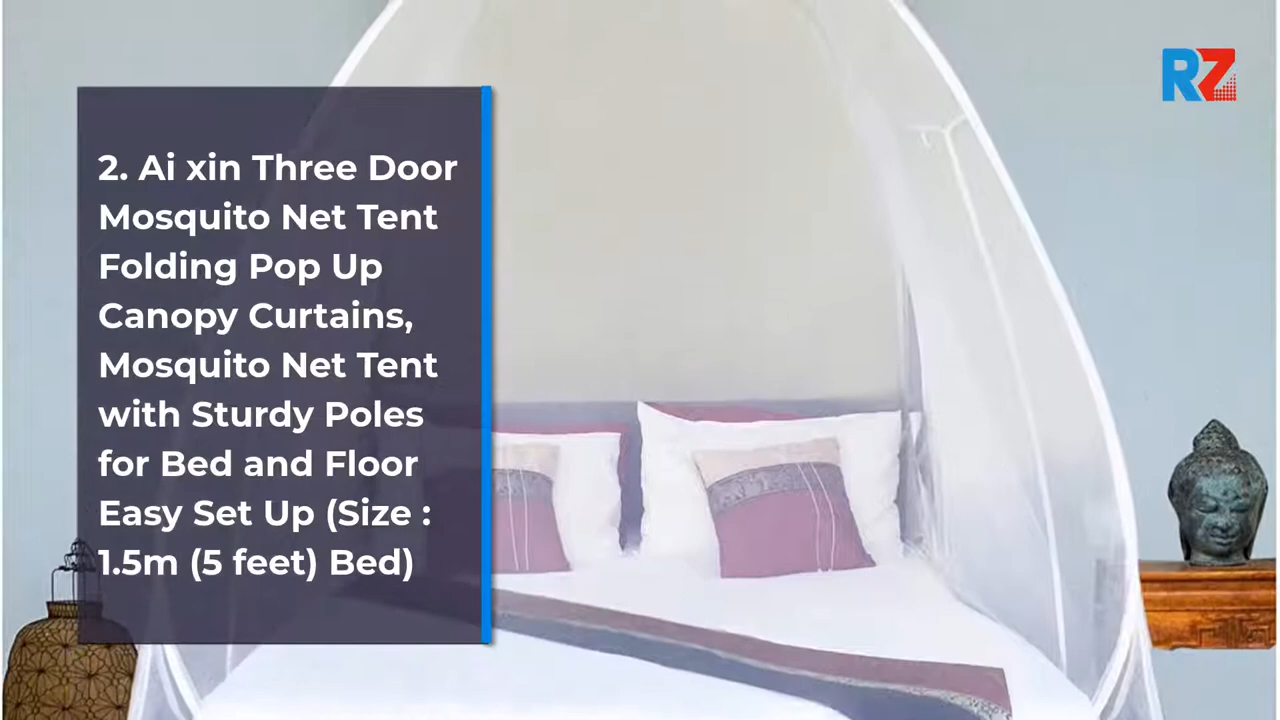 RZ
2. Ai xin Three Door
Mosquito Net Tent
Folding Pop Up
Canopy Curtains,
Mosquito Net Tent
with Sturdy Poles
for Bed and Floor
Easy Set Up (Size :
1.5m (5 feet) Bed)